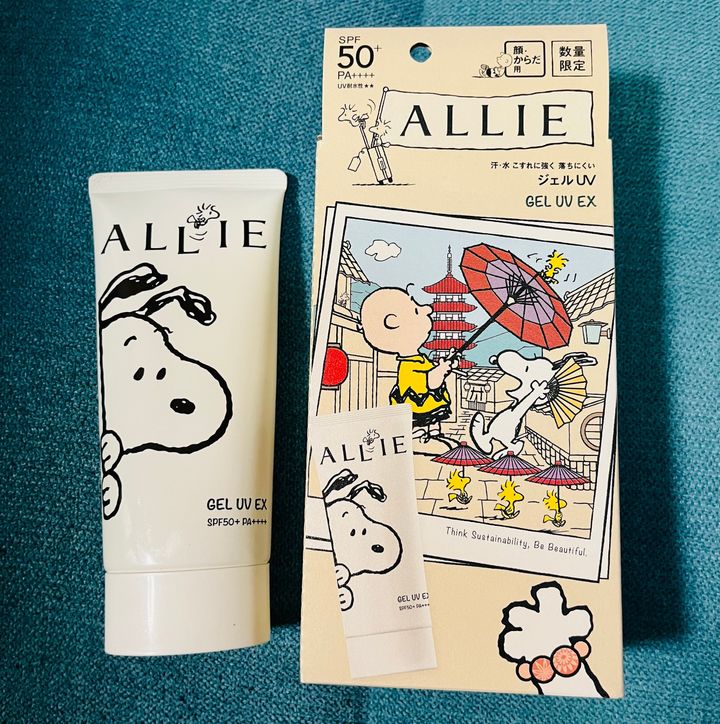 ALLIE
GEL UV EX
SPF50+ PA++++
SPF
50+
PA++++
UV耐水性★★
顔・
からだ
用
数量
限定
ALLIE
汗・水 こすれに強く 落ちにくい
ジェルUV
GEL UV EX
ALLIE
GEL UV EX
SPF50+ PA++++
Think Sustainability, Be Beautiful.